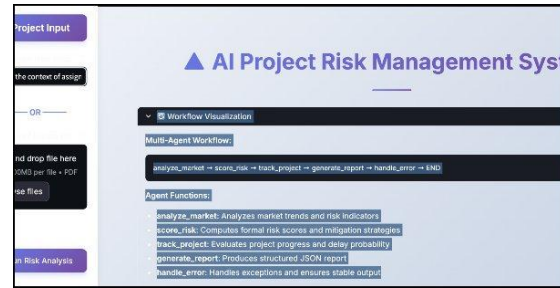 Project Input
the context of assign
OR
nd drop file here
00MB per file • PDF
se files
n Risk Analysis
▲ AI Project Risk Management Syst
Workflow Visualization
Multi-Agent Workflow:
analyze_market → score_risk → track_project → generate_report → handle_error → END
Agent Functions:
analyze_market: Analyzes market trends and risk indicators
score_risk: Computes formal risk scores and mitigation strategies
track_project: Evaluates project progress and delay probability
generate_report: Produces structured JSON report
handle_error: Handles exceptions and ensures stable output